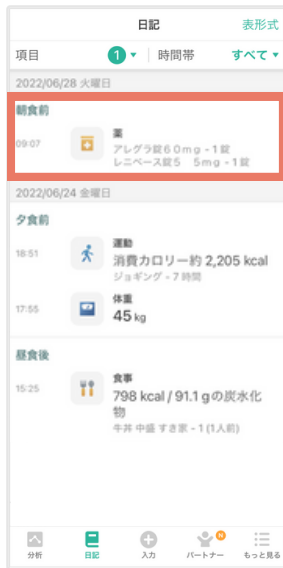 日記 表形式
項目 1 時間帯 すべて
2022/06/28 火曜日
朝食前
09:07
薬
アレグラ錠60mg - 1錠
レニベース錠5 5mg - 1錠
2022/06/24 金曜日
夕食前
18:51
運動
消費カロリー約 2,205 kcal
ジョギング - 7 時間
17:55
体重
45 kg
昼食後
15:25
食事
798 kcal / 91.1 gの炭水化
物
牛丼 中盛 すき家 - 1 (1人前)
N
分析 日記 入力 パートナー もっと見る